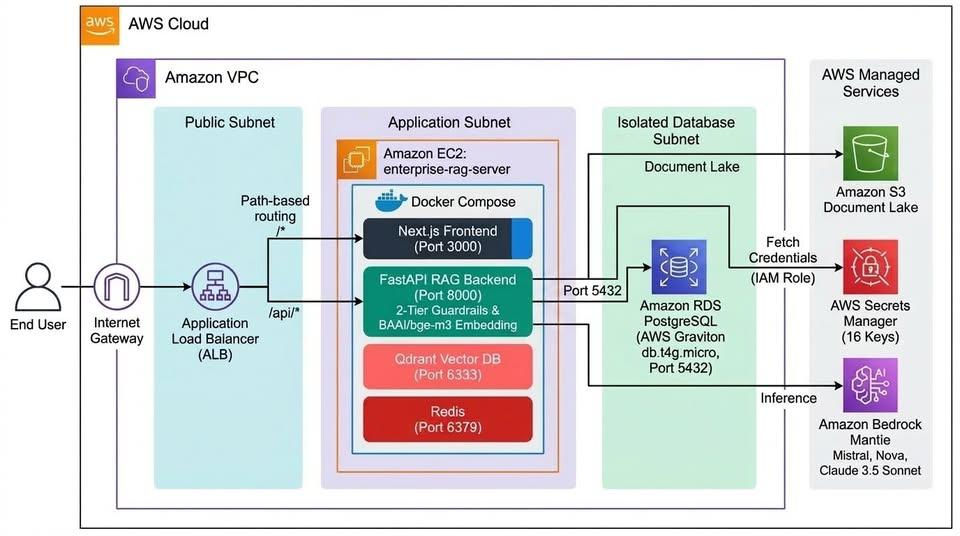 aws
AWS Cloud
Amazon VPC
Public Subnet
Application Subnet
Isolated Database
Subnet
AWS Managed
Services
Amazon EC2:
enterprise-rag-server
Docker Compose
Path-based
routing
/*
Next.js Frontend
(Port 3000)
FastAPI RAG Backend
(Port 8000)
2-Tier Guardrails &
BAAI/bge-m3 Embedding
Qdrant Vector DB
(Port 6333)
Redis
(Port 6379)
/api/*
End User
Internet
Gateway
Application
Load Balancer
(ALB)
Document Lake
Port 5432
Amazon RDS
PostgreSQL
(AWS Graviton
db.t4g.micro,
Port 5432)
Fetch
Credentials
(IAM Role)
Inference
Amazon S3
Document Lake
AWS Secrets
Manager
(16 Keys)
AI
Amazon Bedrock
Mantie
Mistral, Nova,
Claude 3.5 Sonnet